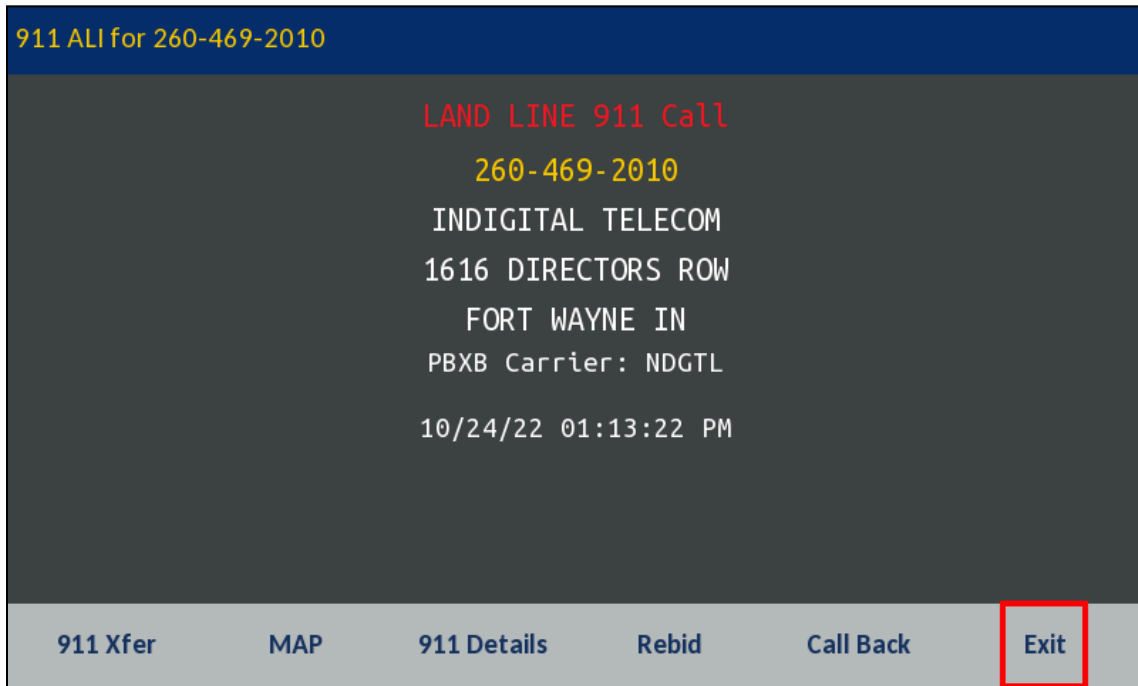 911 ALI for 260-469-2010
LAND LINE 911 Call
260-469-2010
INDIGITAL TELECOM
1616 DIRECTORS ROW
FORT WAYNE IN
PBXB Carrier: NDGTL
10/24/22 01:13:22 PM
911 Xfer MAP 911 Details Rebid Call Back Exit